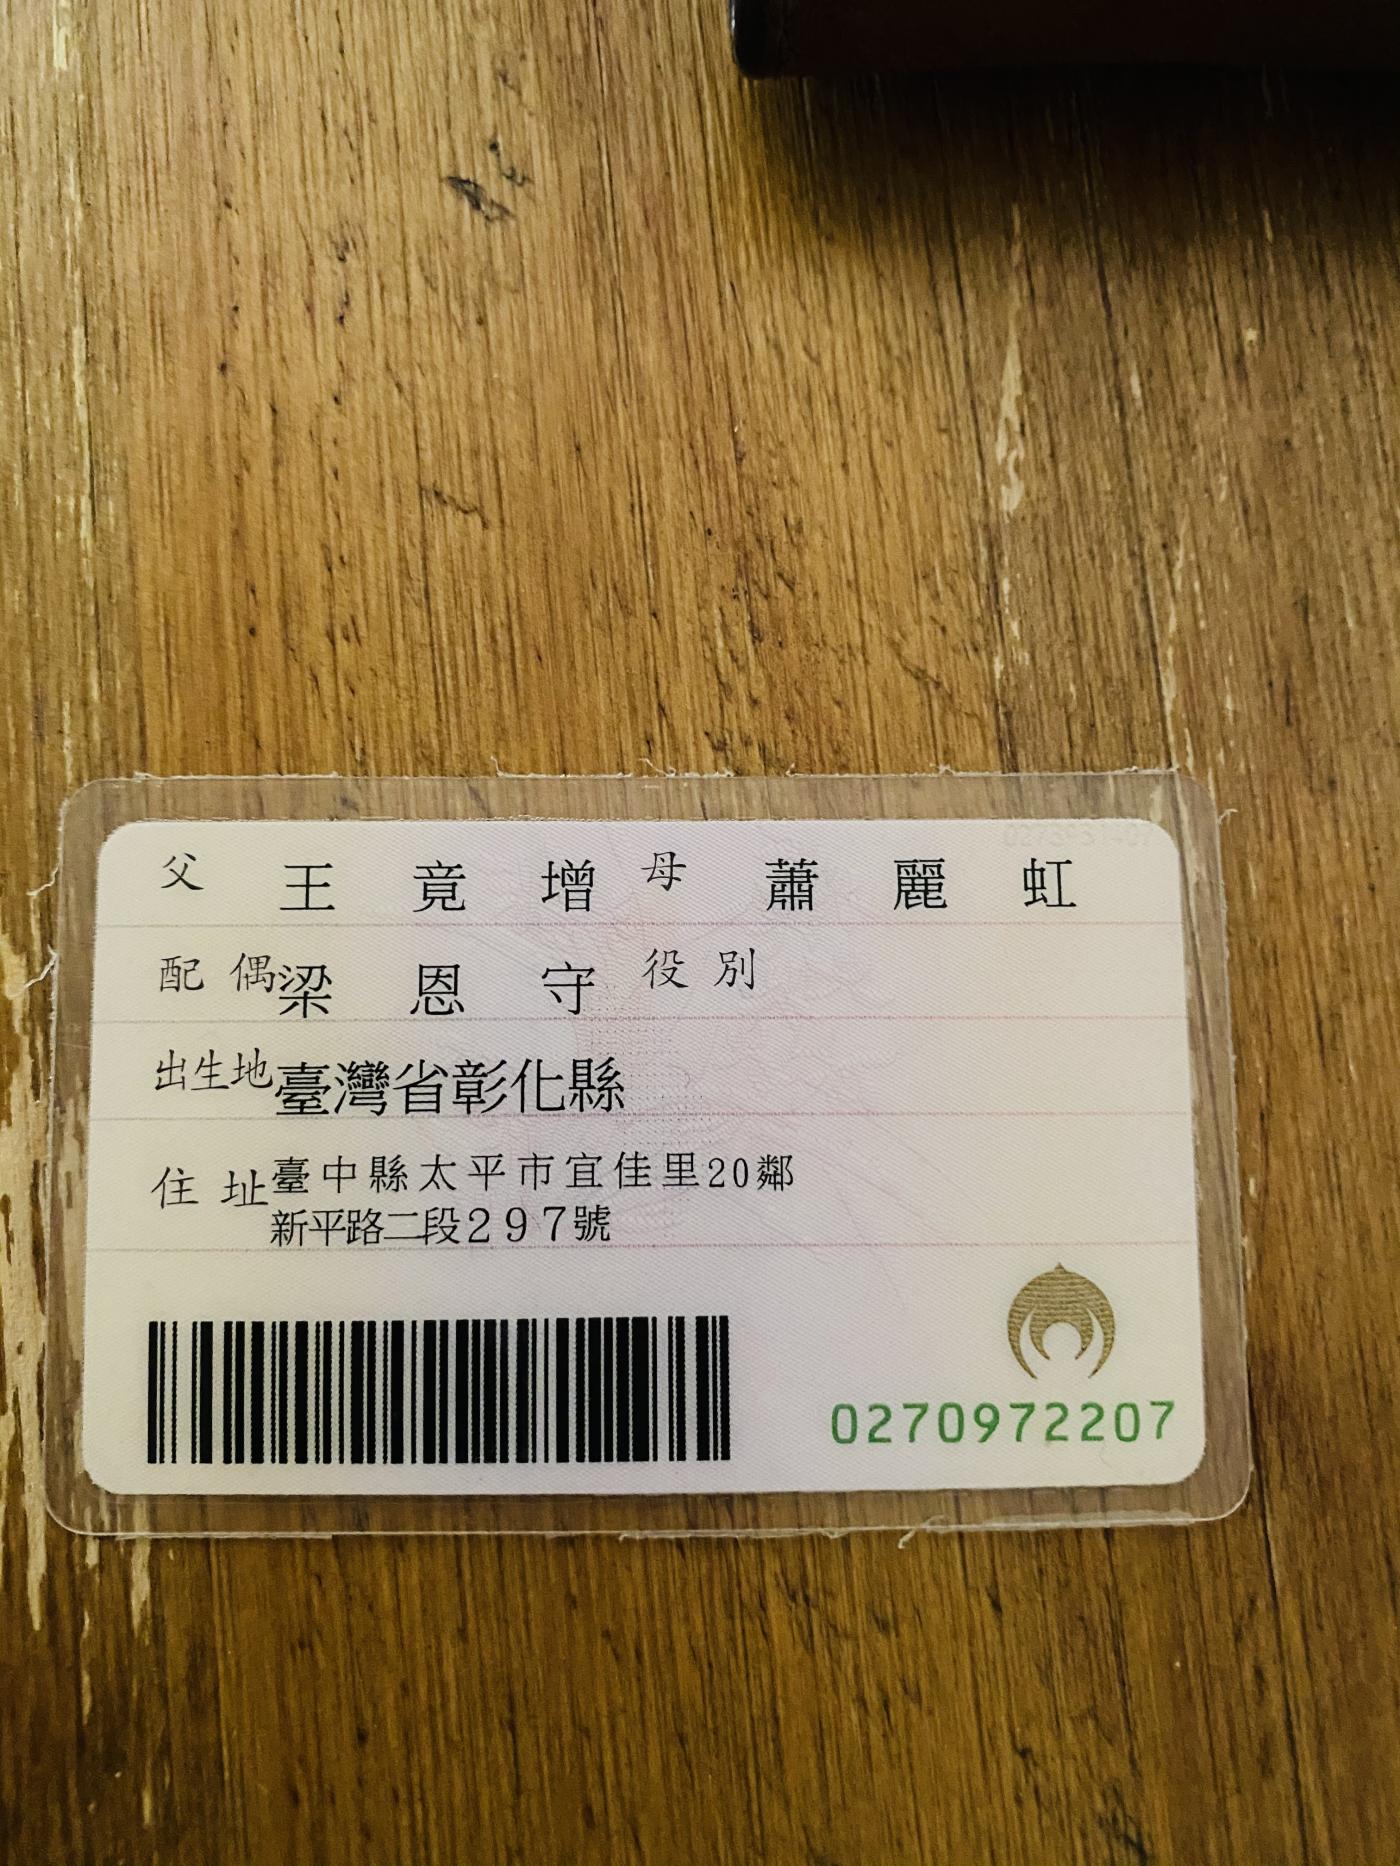 父 王竟增 母 蕭麗虹
配偶 梁恩守 役別
出生地 臺灣省彰化縣
住址 臺中縣太平市宜佳里20鄰
新平路二段297號
0270972207